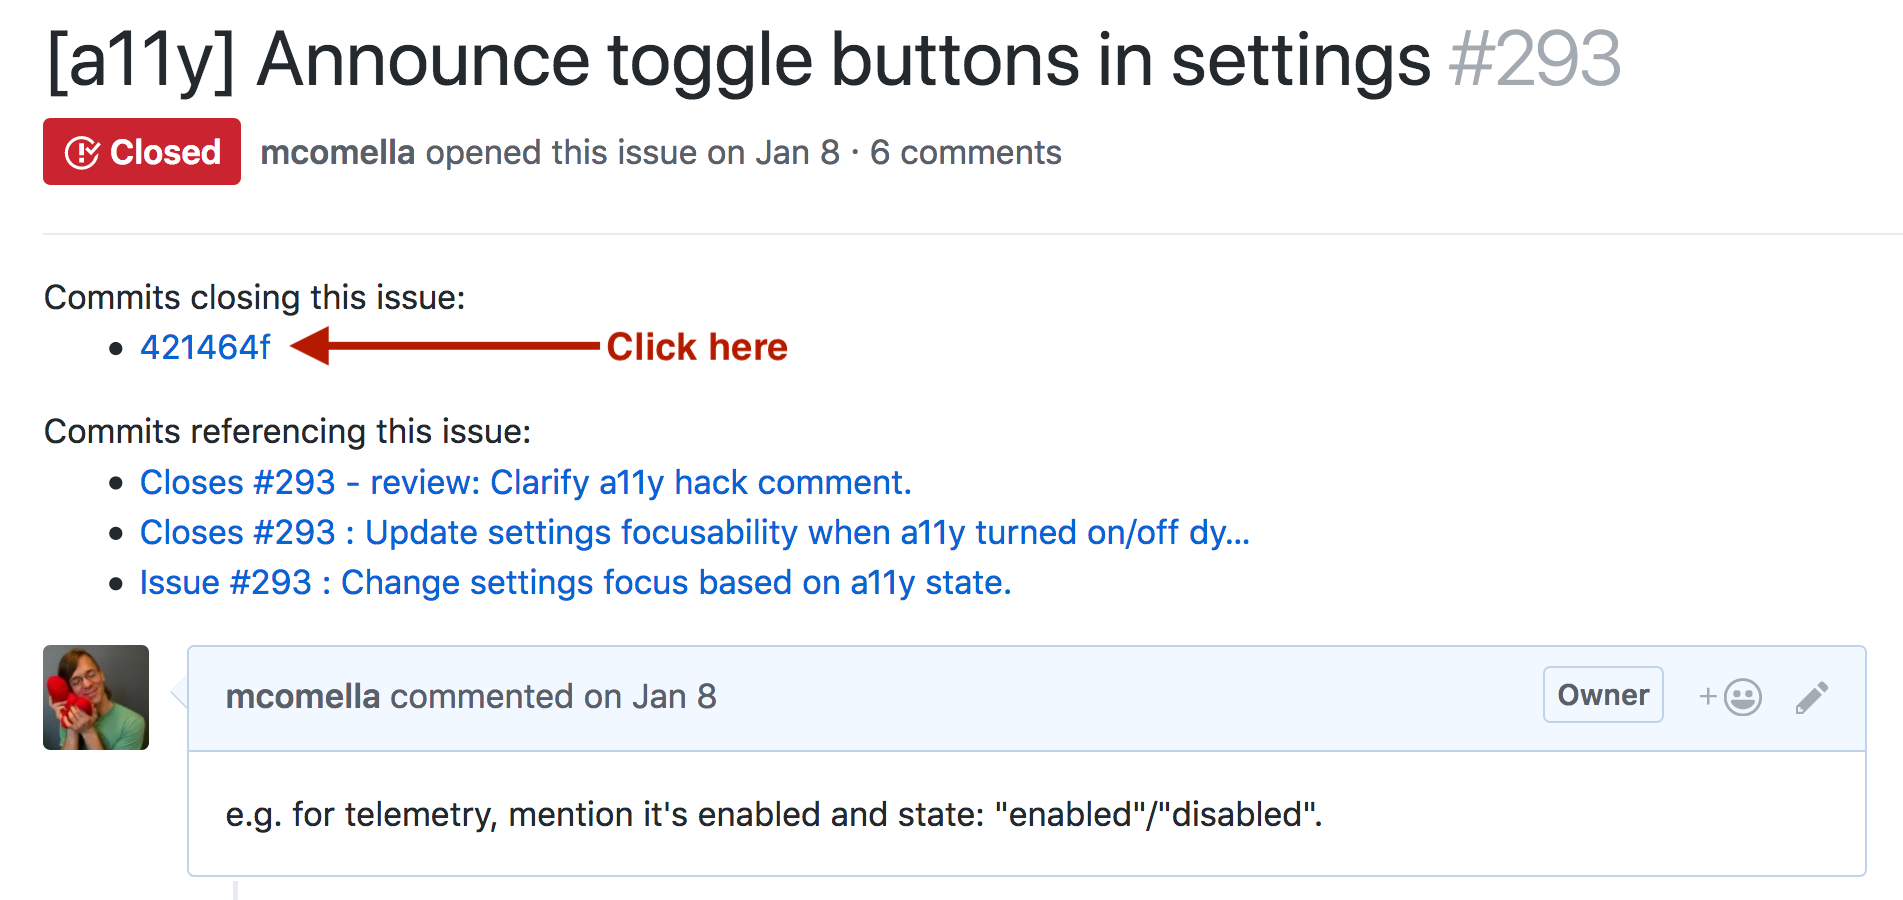 [a11y] Announce toggle buttons in settings #293
Closed mcomella opened this issue on Jan 8 · 6 comments
Commits closing this issue:
• 421464f Click here
Commits referencing this issue:
• Closes #293 - review: Clarify a11y hack comment.
• Closes #293 : Update settings focusability when a11y turned on/off dy...
• Issue #293 : Change settings focus based on a11y state.
mcomella commented on Jan 8 Owner +
e.g. for telemetry, mention it's enabled and state: "enabled"/"disabled".